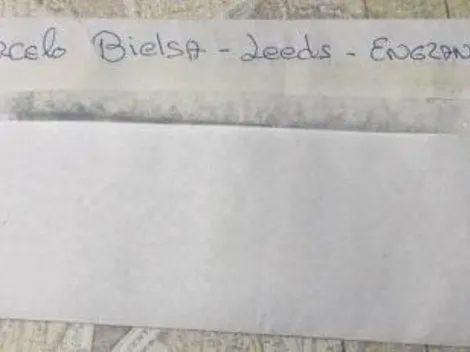 RCELO BIELSA - Leeds - ENGLAN